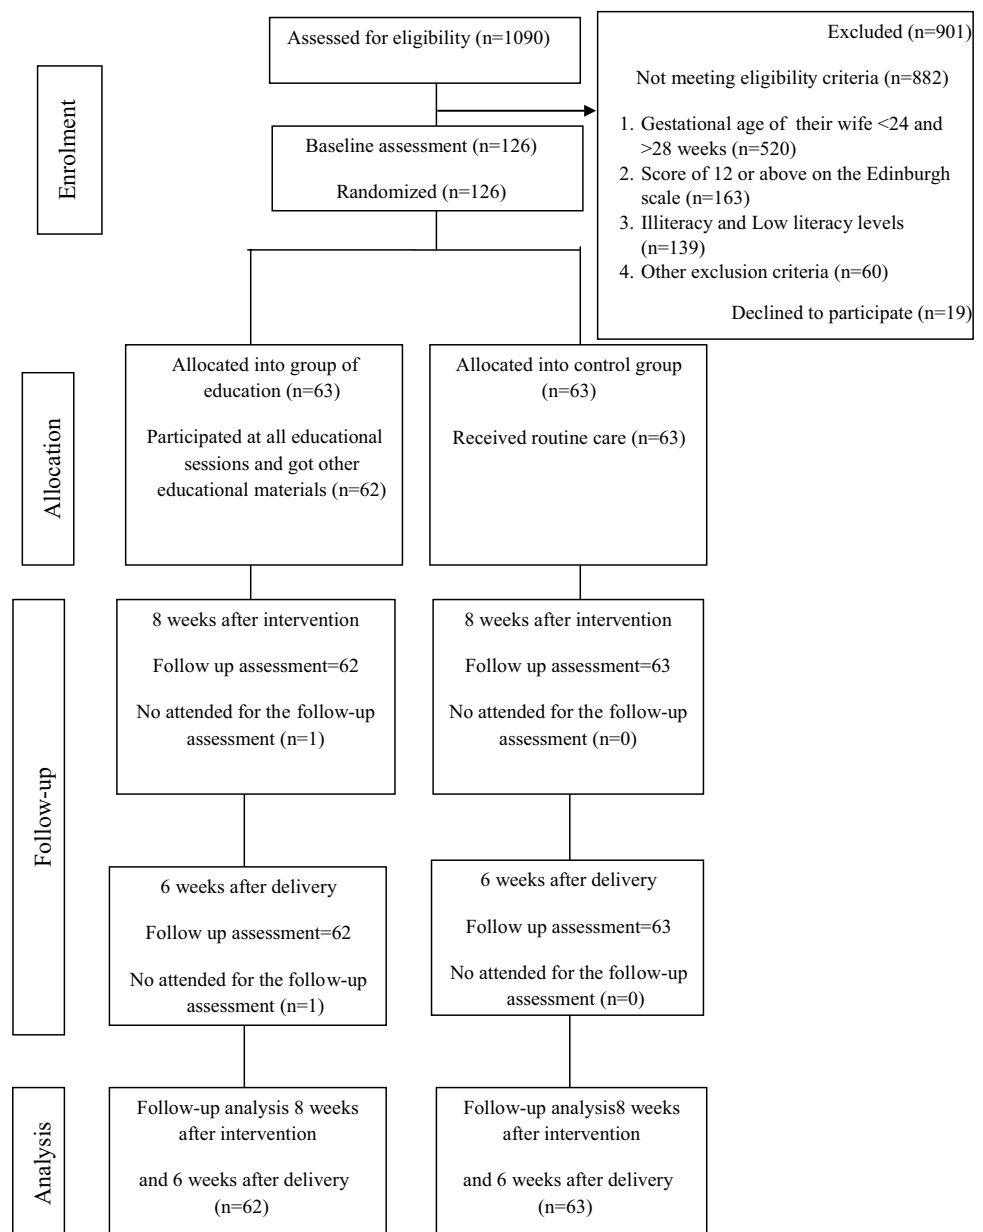 Enrolment
Assessed for eligibility (n=1090)
Excluded (n=901)
Not meeting eligibility criteria (n=882)
1. Gestational age of their wife <24 and
>28 weeks (n=520)
2. Score of 12 or above on the Edinburgh
scale (n=163)
3. Illiteracy and Low literacy levels
(n=139)
4. Other exclusion criteria (n=60)
Declined to participate (n=19)
Baseline assessment (n=126)
Randomized (n=126)
Allocation
Allocated into group of
education (n=63)
Participated at all educational
sessions and got other
educational materials (n=62)
Allocated into control group
(n=63)
Received routine care (n=63)
Follow-up
8 weeks after intervention
Follow up assessment=62
No attended for the follow-up
assessment (n=1)
8 weeks after intervention
Follow up assessment=63
No attended for the follow-up
assessment (n=0)
6 weeks after delivery
Follow up assessment=62
No attended for the follow-up
assessment (n=1)
6 weeks after delivery
Follow up assessment=63
No attended for the follow-up
assessment (n=0)
Analysis
Follow-up analysis 8 weeks
after intervention
and 6 weeks after delivery
(n=62)
Follow-up analysis8 weeks
after intervention
and 6 weeks after delivery
(n=63)